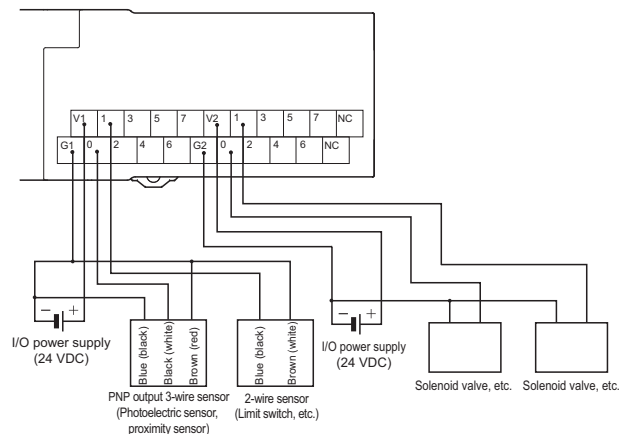 V1 1 3 5 7 V2 1 3 5 7 NC
G1 0 2 4 6 G2 0 2 4 6 NC
− +
I/O power supply
(24 VDC)
Blue (black)
Black (white)
Brown (red)
PNP output 3-wire sensor
(Photoelectric sensor,
proximity sensor)
Blue (black)
Brown (white)
2-wire sensor
(Limit switch, etc.)
− +
I/O power supply
(24 VDC)
Solenoid valve, etc.
Solenoid valve, etc.